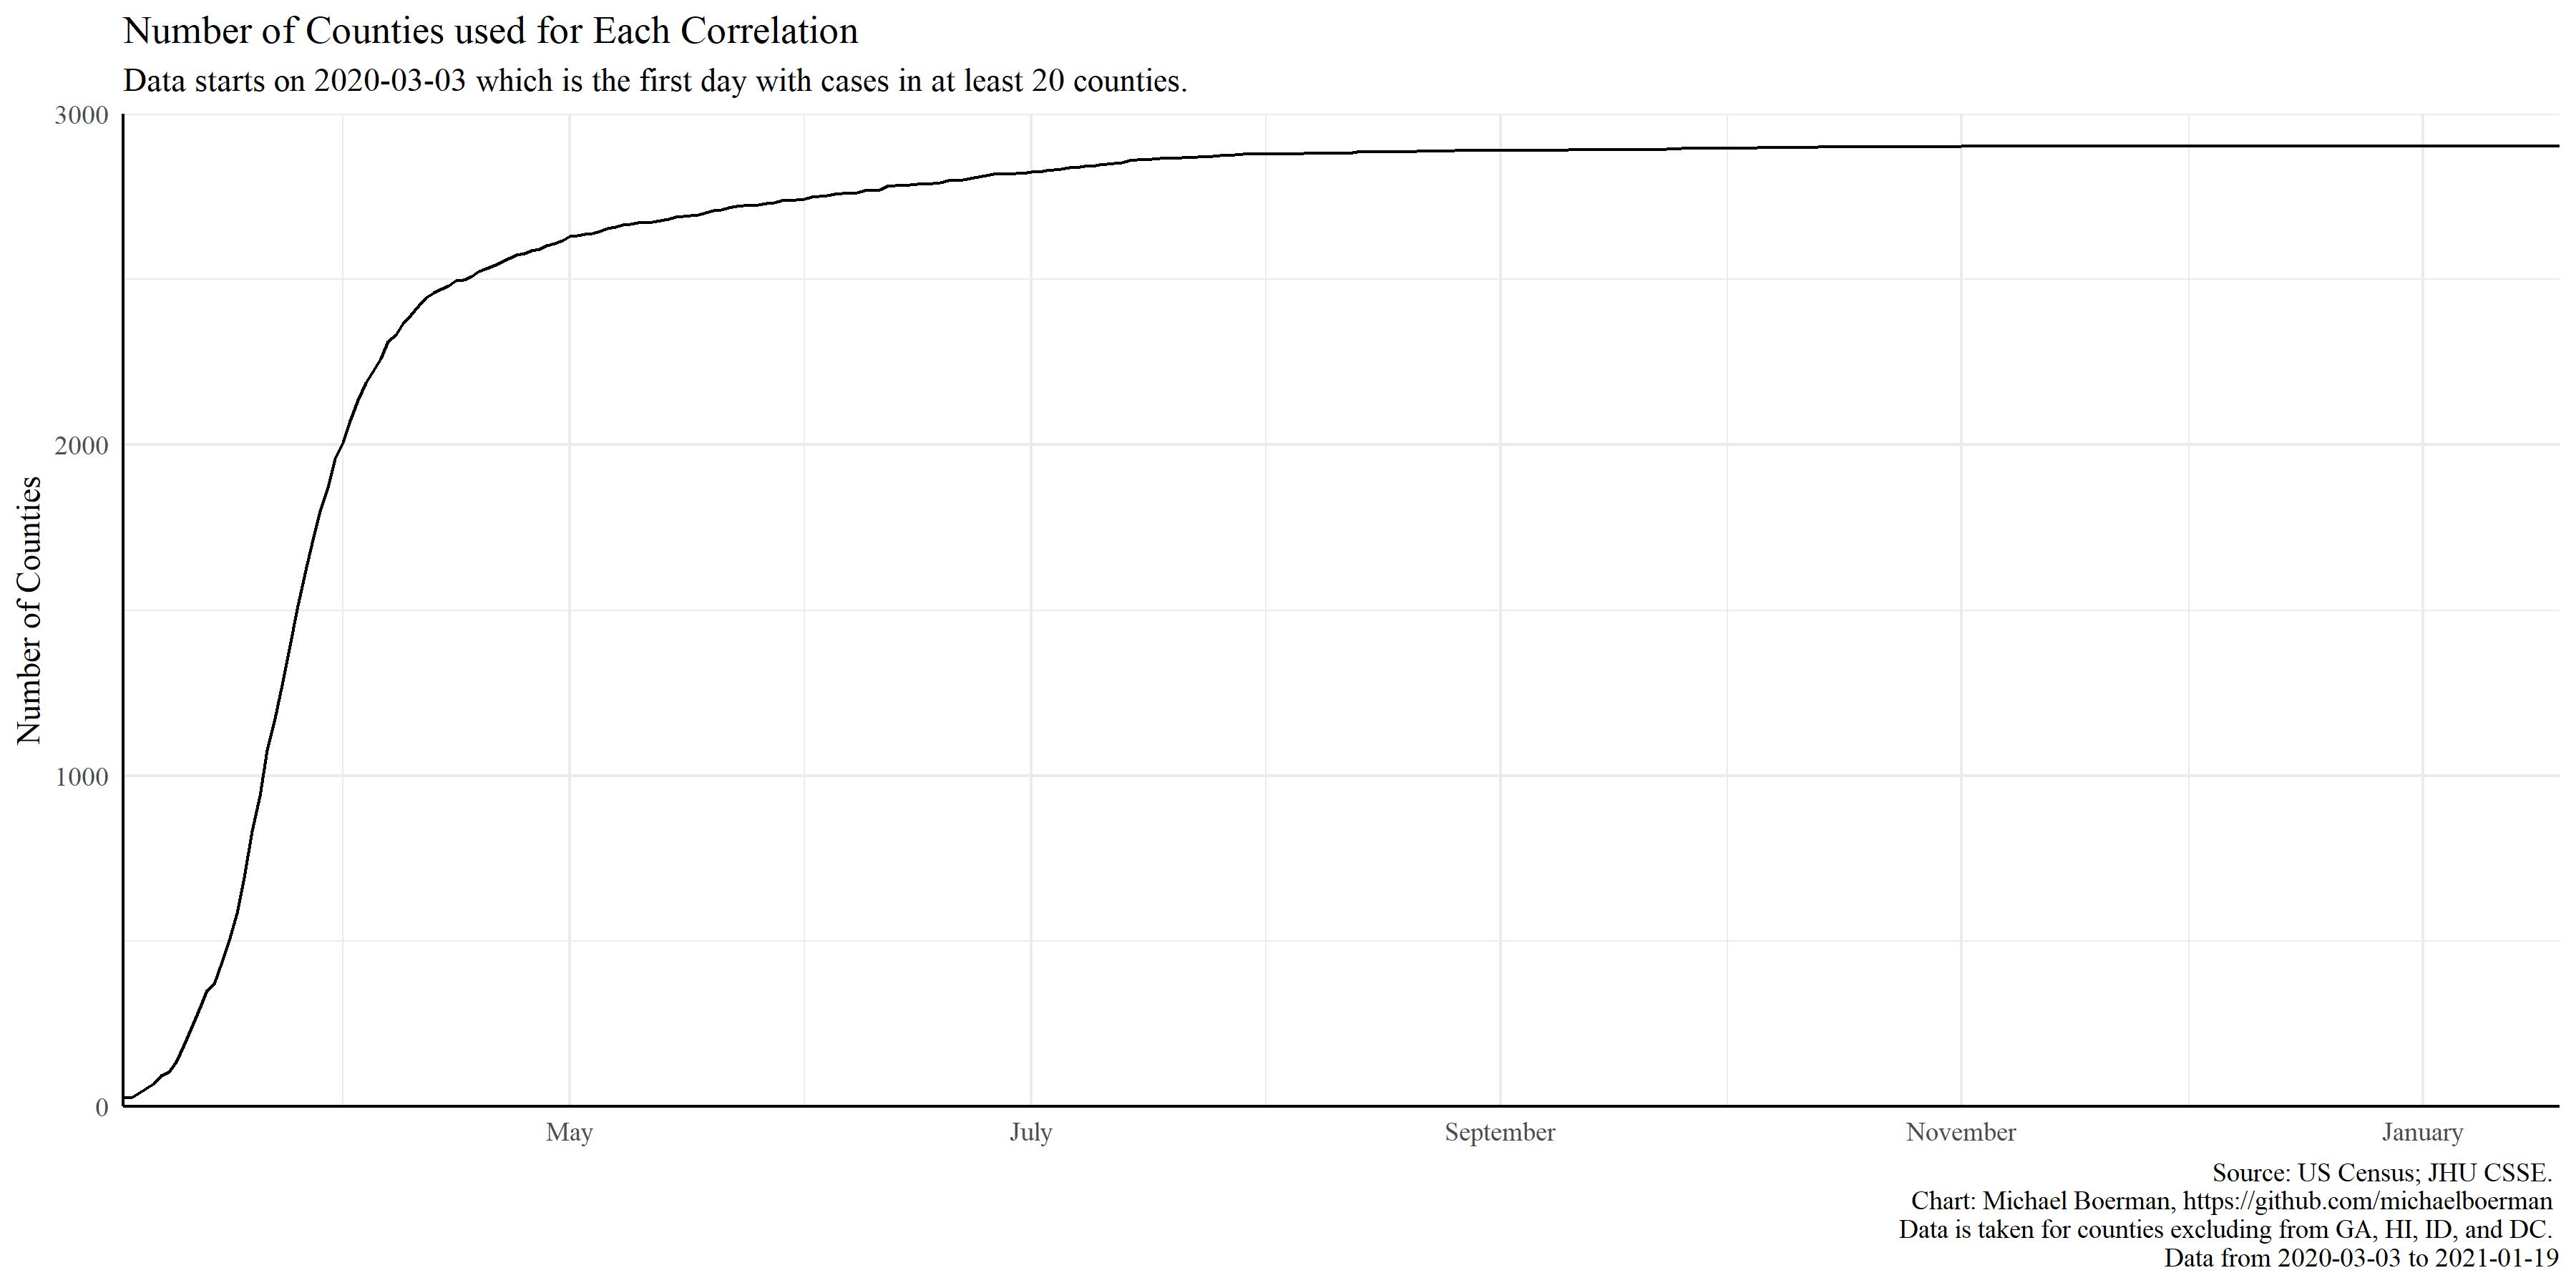 Number of Counties used for Each Correlation
Data starts on 2020-03-03 which is the first day with cases in at least 20 counties.
3000
2000
1000
0
Number of Counties
May
July
September
November
January
Source: US Census; JHU CSSE.
Chart: Michael Boerman, https://github.com/michaelboerman
Data is taken for counties excluding from GA, HI, ID, and DC.
Data from 2020-03-03 to 2021-01-19